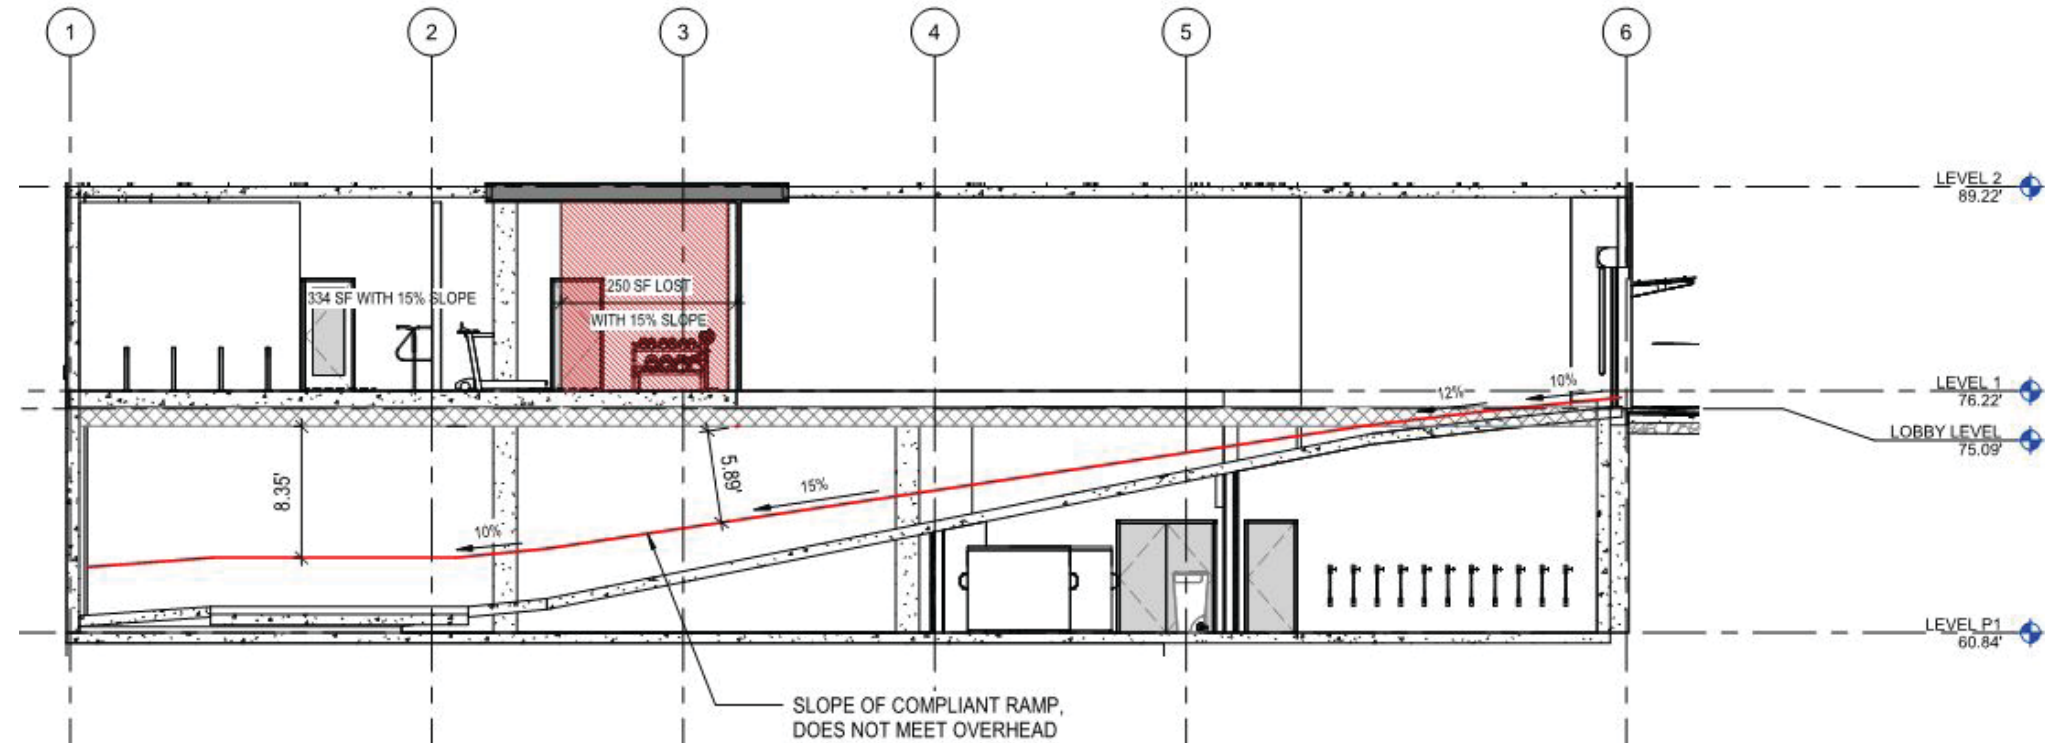 1
2
3
4
5
6
LEVEL 2
89.22'
334 SF WITH 15% SLOPE
250 SF LOST
WITH 15% SLOPE
LEVEL 1
76.22'
10%
12%
LOBBY LEVEL
75.09'
8.35'
5.89'
15%
10%
LEVEL P1
60.84'
SLOPE OF COMPLIANT RAMP,
DOES NOT MEET OVERHEAD